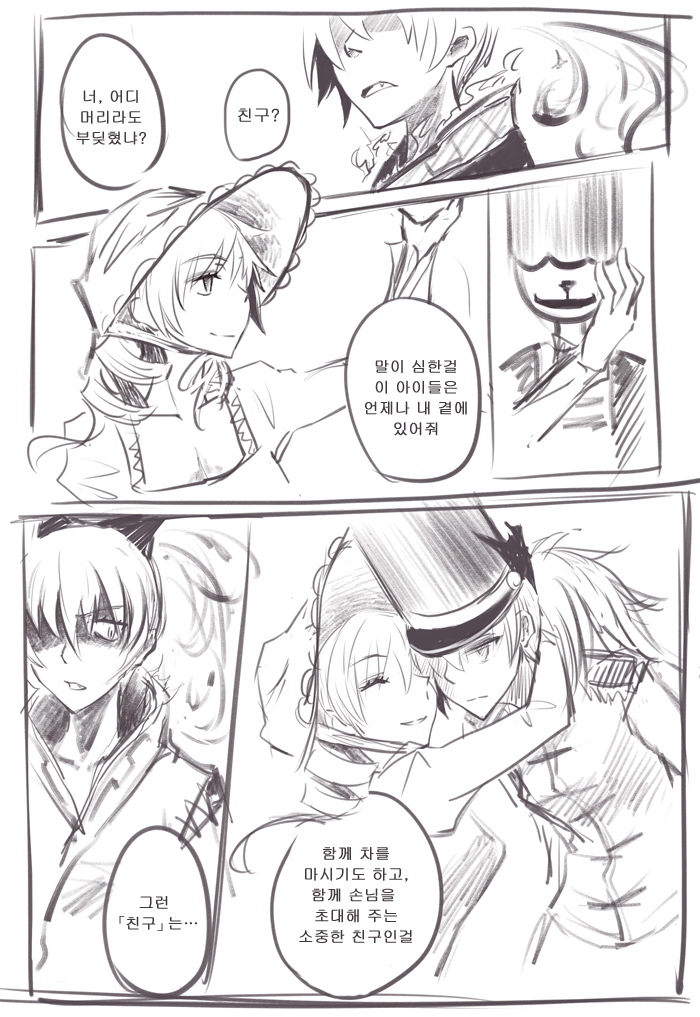 친구?
너, 어디
머리라도
부딪혔냐?
말이 심한걸
이 아이들은
언제나 내 곁에
있어줘
그런
「친구」는…
함께 차를
마시기도 하고,
함께 손님을
초대해 주는
소중한 친구인걸